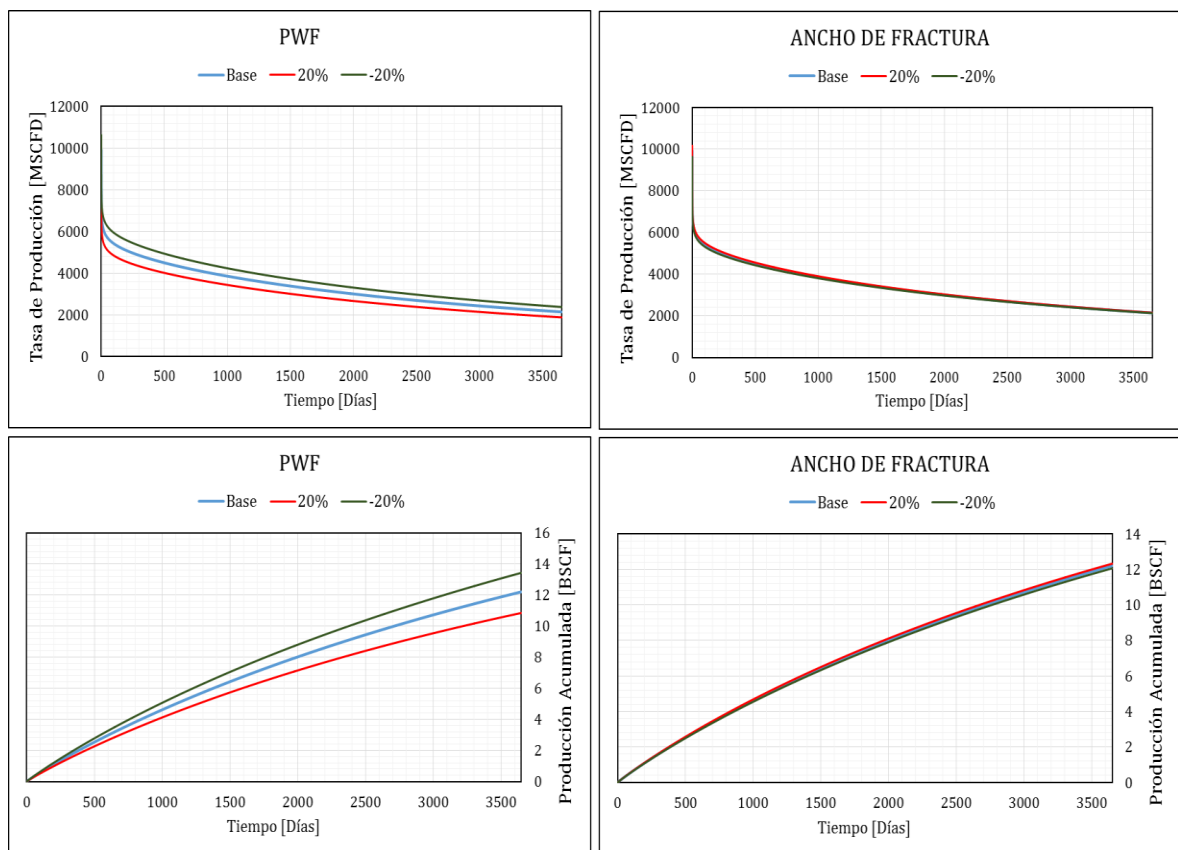 PWF
Base 20% -20%
Tasa de Producción [MSCFD]
12000
10000
8000
6000
4000
2000
0
0 500 1000 1500 2000 2500 3000 3500
Tiempo [Días]
ANCHO DE FRACTURA
Base 20% -20%
Tasa de Producción [MSCFD]
12000
10000
8000
6000
4000
2000
0
0 500 1000 1500 2000 2500 3000 3500
Tiempo [Días]
PWF
Base 20% -20%
16
14
12
10
8
6
4
2
0
Producción Acumulada [BSCF]
0 500 1000 1500 2000 2500 3000 3500
Tiempo [Días]
ANCHO DE FRACTURA
Base 20% -20%
14
12
10
8
6
4
2
0
Producción Acumulada [BSCF]
0 500 1000 1500 2000 2500 3000 3500
Tiempo [Días]